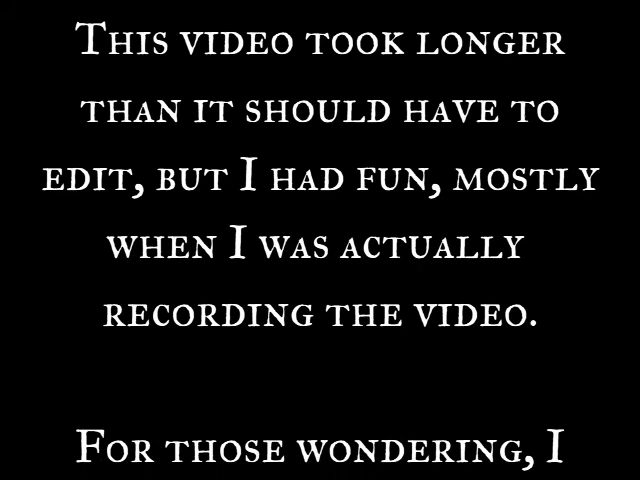 This video took longer
than it should have to
edit, but I had fun, mostly
when I was actually
recording the video.
For those wondering, I